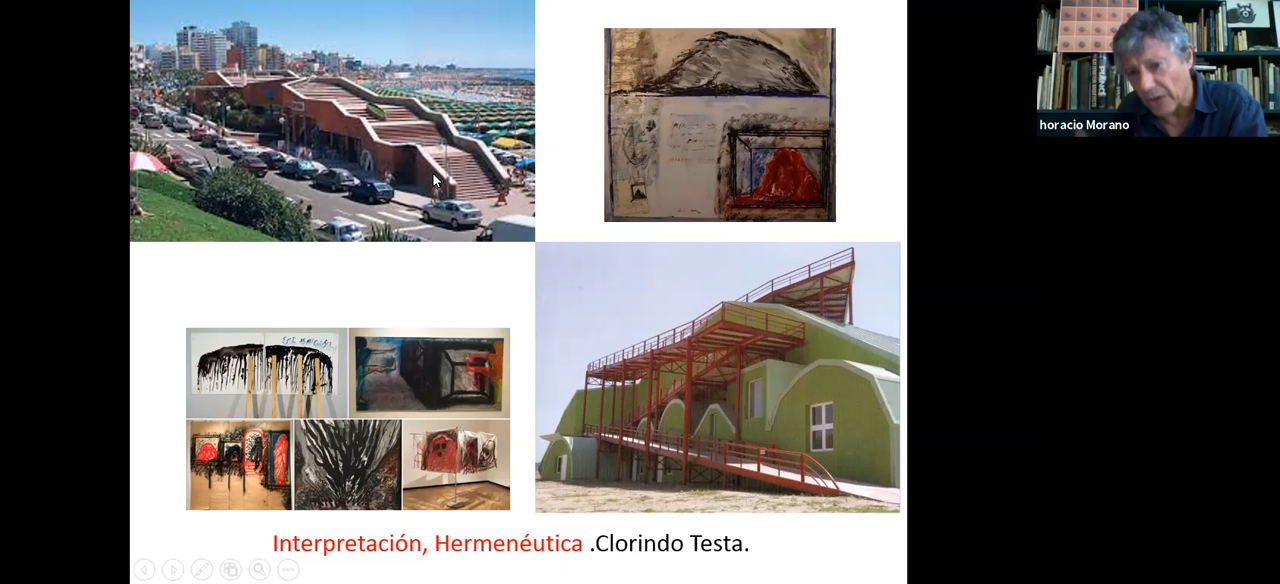 horacio Morano
Interpretación, Hermenéutica .Clorindo Testa.